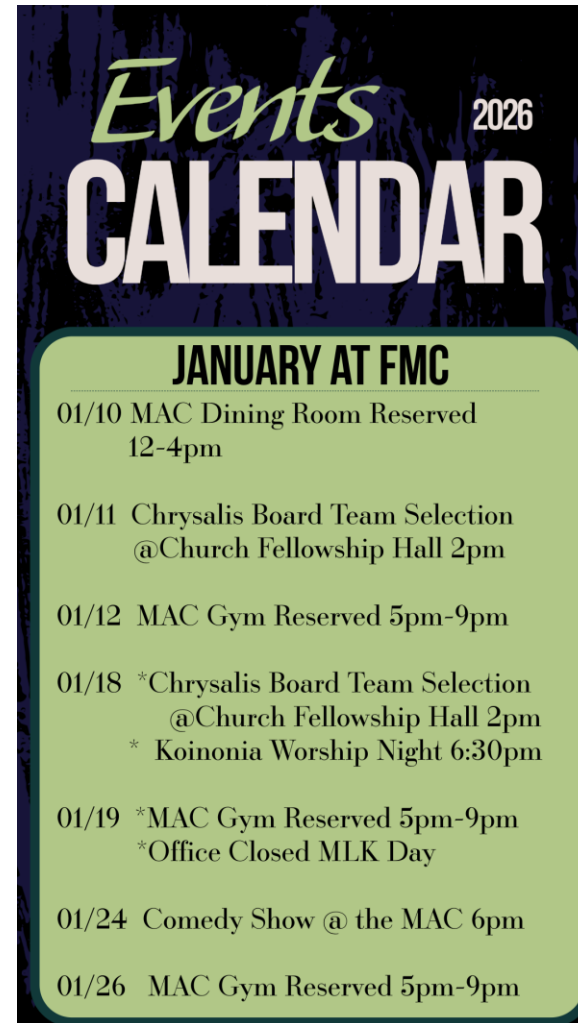 Events
2026
CALENDAR
JANUARY AT FMC
01/10 MAC Dining Room Reserved
12-4pm
01/11 Chrysalis Board Team Selection
@Church Fellowship Hall 2pm
01/12 MAC Gym Reserved 5pm-9pm
01/18 *Chrysalis Board Team Selection
@Church Fellowship Hall 2pm
* Koinonia Worship Night 6:30pm
01/19 *MAC Gym Reserved 5pm-9pm
*Office Closed MLK Day
01/24 Comedy Show @ the MAC 6pm
01/26 MAC Gym Reserved 5pm-9pm